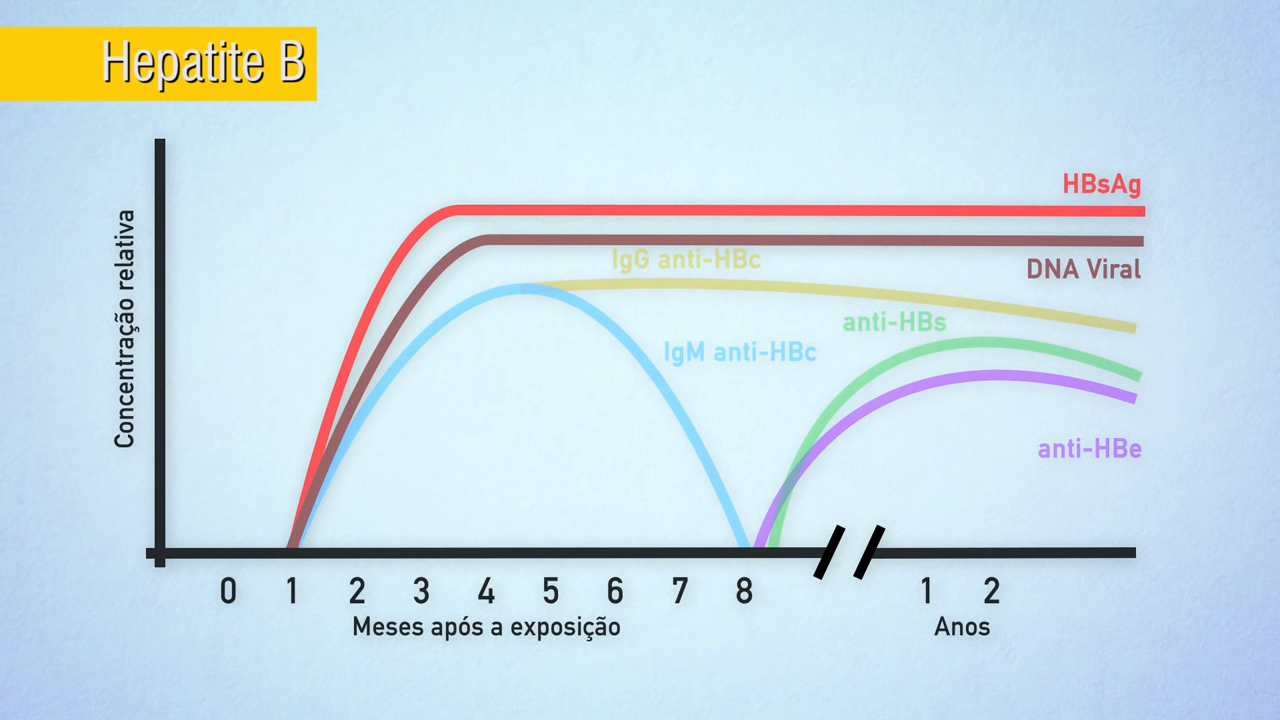 Hepatite B
Concentração relativa
HBsAg
DNA Viral
IgG anti-HBc
anti-HBs
IgM anti-HBc
anti-HBe
0 1 2 3 4 5 6 7 8 1 2
Meses após a exposição Anos